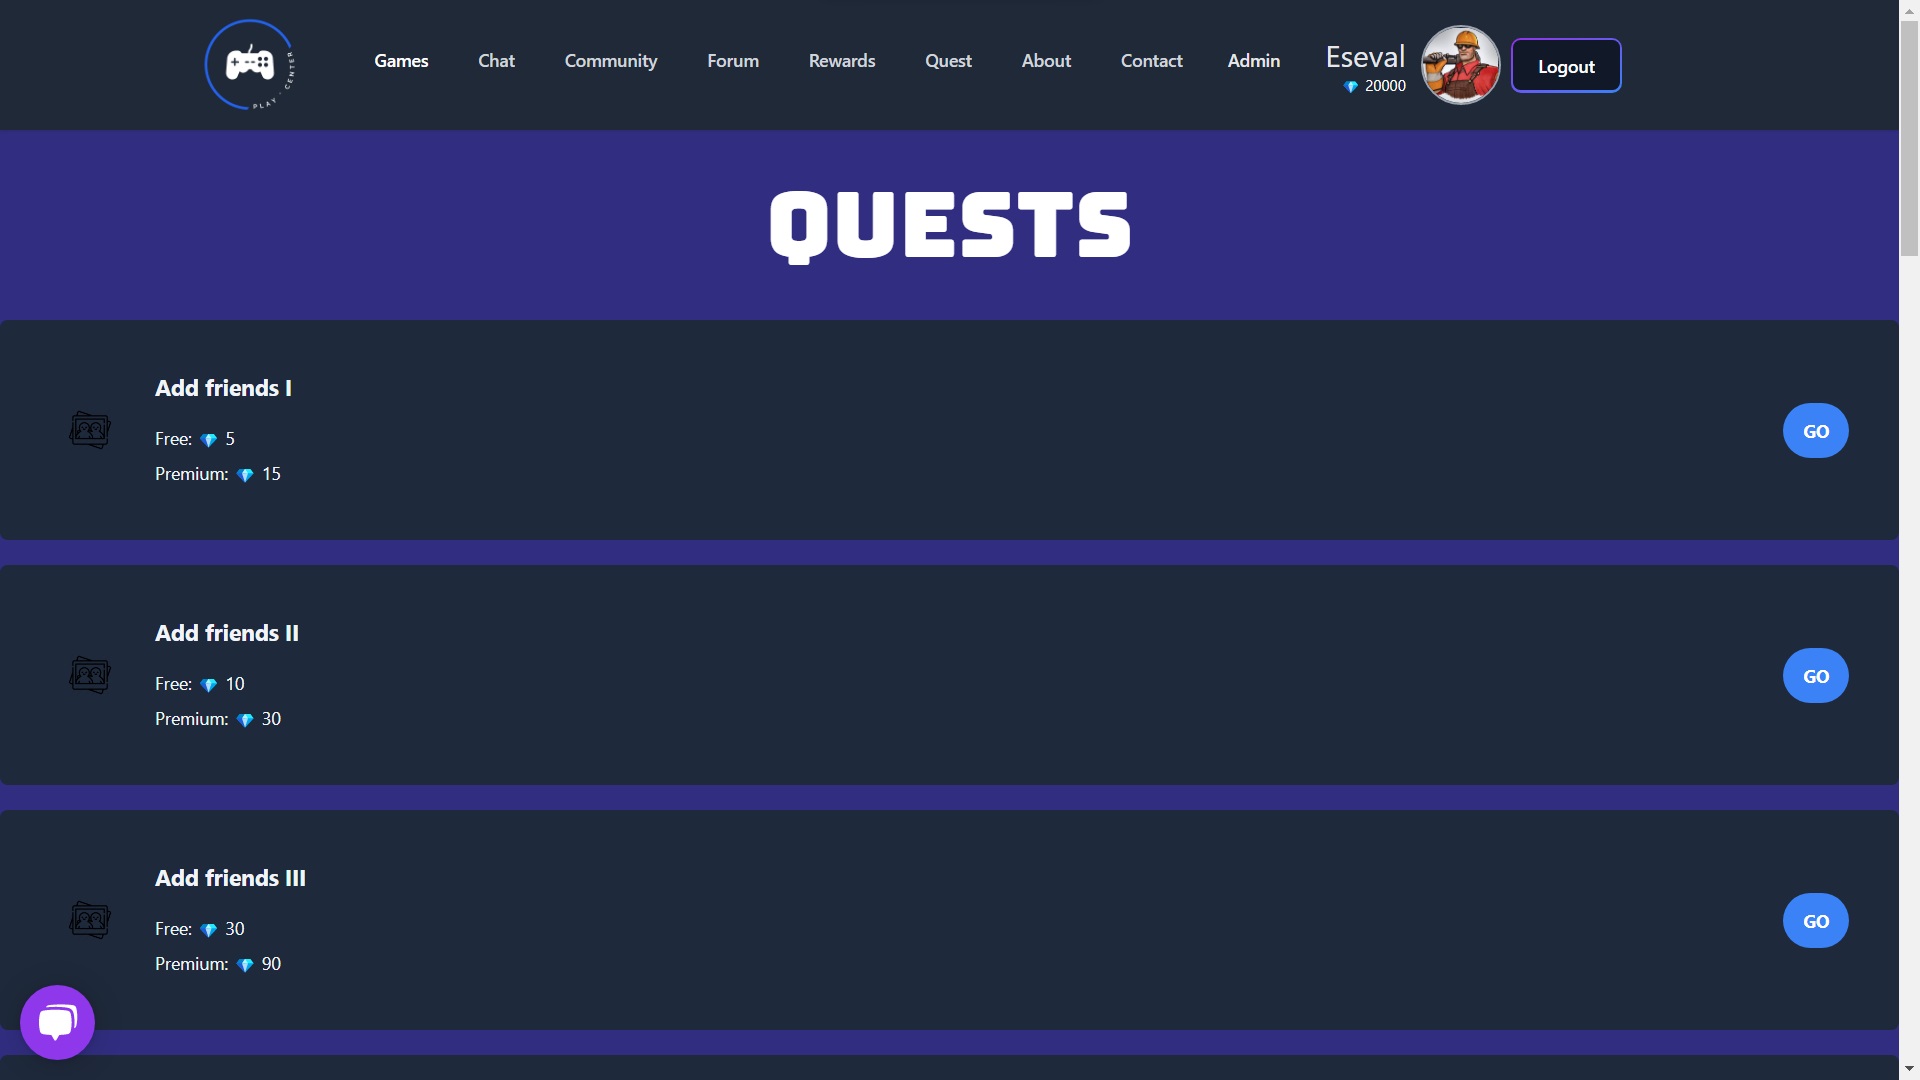 PLAY · CENTER
Games
Chat
Community
Forum
Rewards
Quest
About
Contact
Admin
Eseval
20000
Logout
QUESTS
Add friends I
Free: 5
Premium: 15
GO
Add friends II
Free: 10
Premium: 30
GO
Add friends III
Free: 30
Premium: 90
GO